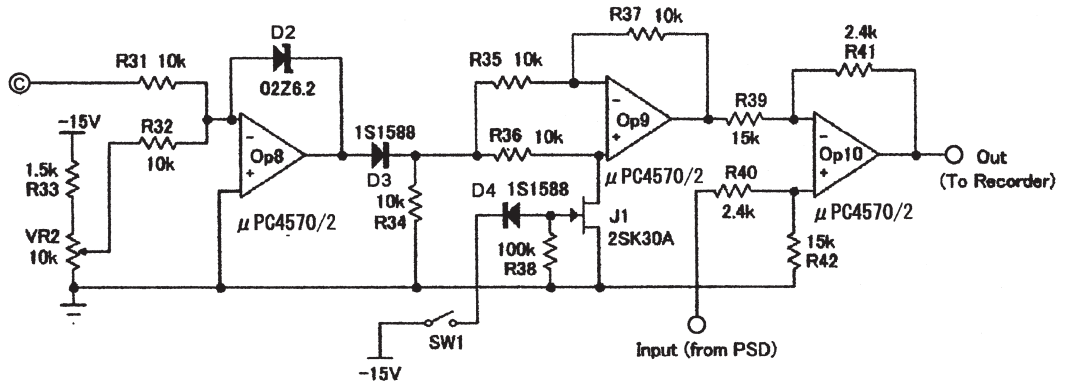 R37 10k
D2
2.4k
R41
R31 10k
R35 10k
©
02Z6.2
-15V
R32
10k
R39
15k
Op9
R36 10k
1S1588
Op8
Op10
Out
(To Recorder)
1.5k
R33
D3
μPC4570/2
R40
2.4k
D4 1S1588
10k
R34
J1
2SK30A
μPC4570/2
μPC4570/2
VR2
10k
100k
R38
15k
R42
SW1
Input (from PSD)
-15V